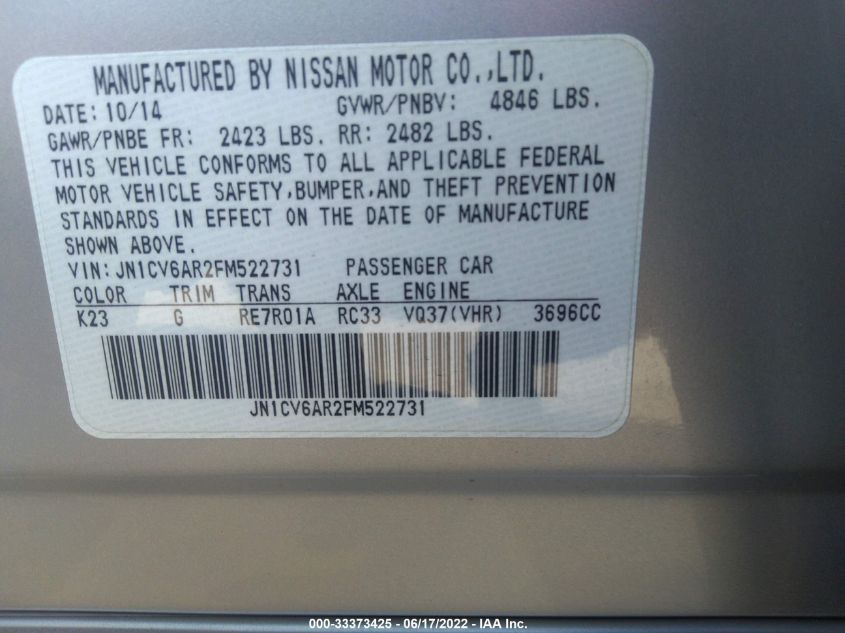 MANUFACTURED BY NISSAN MOTOR CO.,LTD.
DATE: 10/14 GVWR/PNBV: 4846 LBS.
GAWR/PNBE FR: 2423 LBS. RR: 2482 LBS.
THIS VEHICLE CONFORMS TO ALL APPLICABLE FEDERAL
MOTOR VEHICLE SAFETY,BUMPER,AND THEFT PREVENTION
STANDARDS IN EFFECT ON THE DATE OF MANUFACTURE
SHOWN ABOVE.
VIN: JN1CV6AR2FM522731 PASSENGER CAR
COLOR TRIM TRANS AXLE ENGINE
K23 G RE7R01A RC33 VQ37(VHR) 3696CC
JN1CV6AR2FM522731
000-33373425 - 06/17/2022 - IAA Inc.